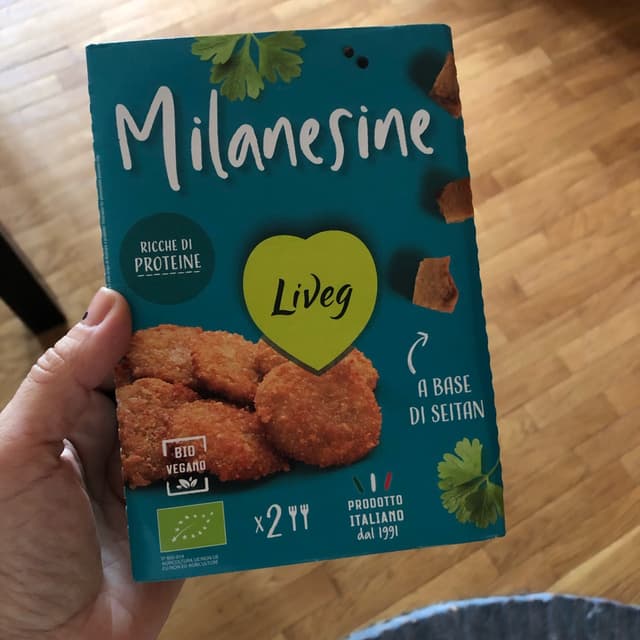 Milanesine
RICCHE DI
PROTEINE
Liveg
A BASE
DI SEITAN
BIO
VEGANO
x2
PRODOTTO
ITALIANO
dal 1991